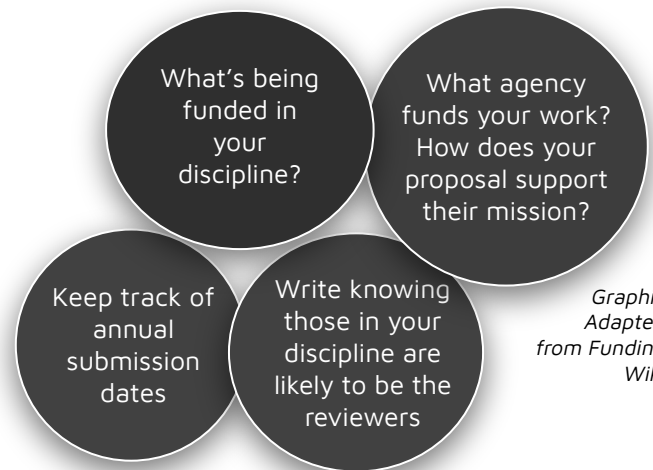 What's being
funded in
your
discipline?
What agency
funds your work?
How does your
proposal support
their mission?
Keep track of
annual
submission
dates
Write knowing
those in your
discipline are
likely to be the
reviewers
Graphi
Adapte
from Fundin
Wil